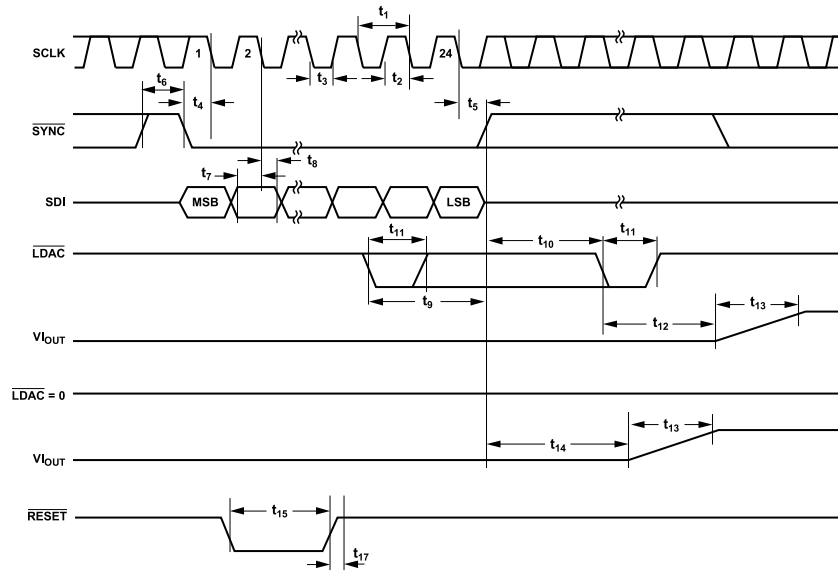 t1
SCLK
1
2
24
t3
t2
t6
t4
t5
SYNC
t7
t8
SDI
MSB
LSB
t11
t10
t11
LDAC
t9
t12
t13
VIOUT
LDAC = 0
t14
t13
VIOUT
RESET
t15
t17